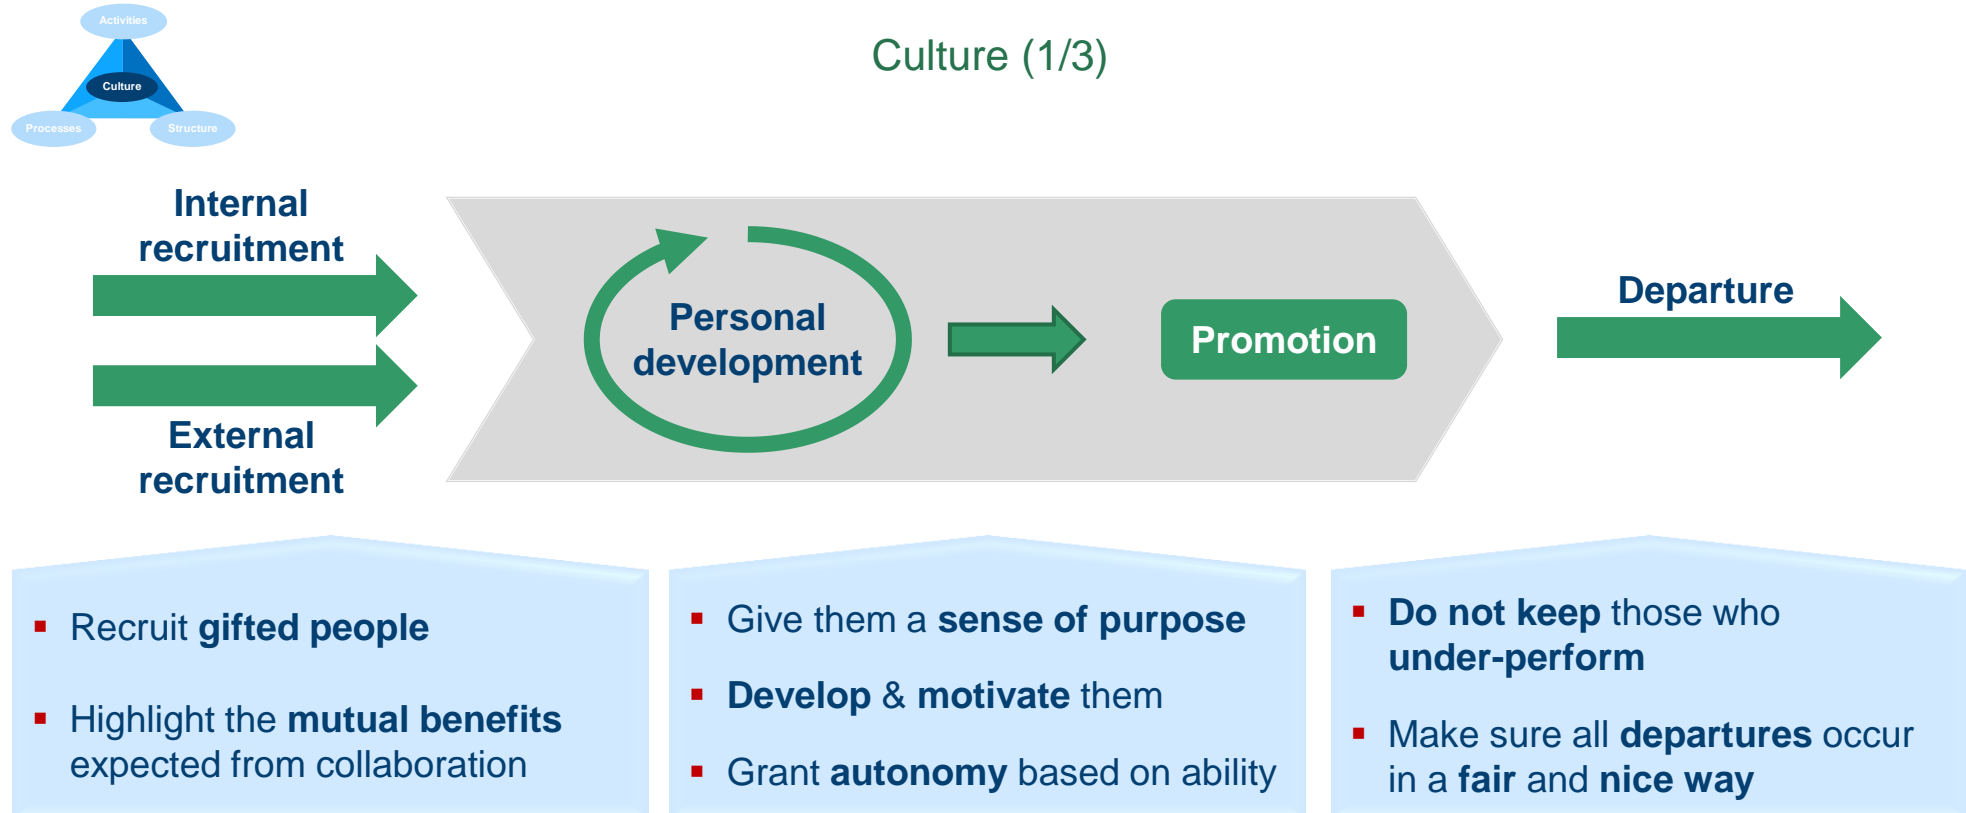 Activities
Culture
Processes
Structure
Culture (1/3)
Internal
recruitment
External
recruitment
Personal
development
Promotion
Departure
▪ Recruit gifted people
▪ Highlight the mutual benefits
expected from collaboration
▪ Give them a sense of purpose
▪ Develop & motivate them
▪ Grant autonomy based on ability
▪ Do not keep those who
under-perform
▪ Make sure all departures occur
in a fair and nice way